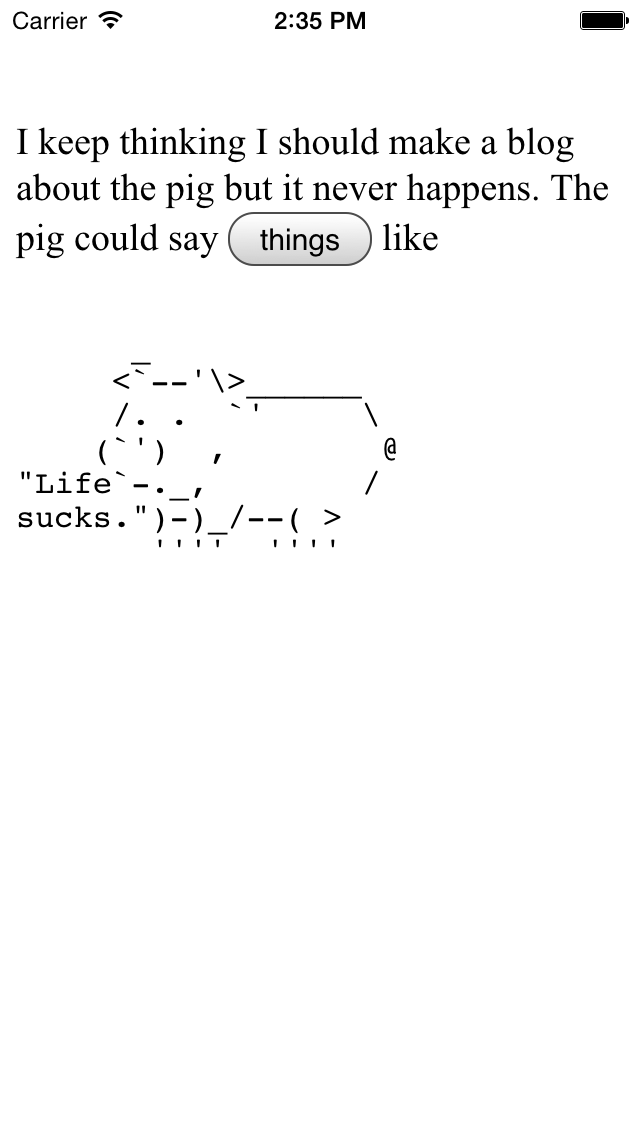 Carrier 2:35 PM
I keep thinking I should make a blog
about the pig but it never happens. The
pig could say things like
"Life
sucks."